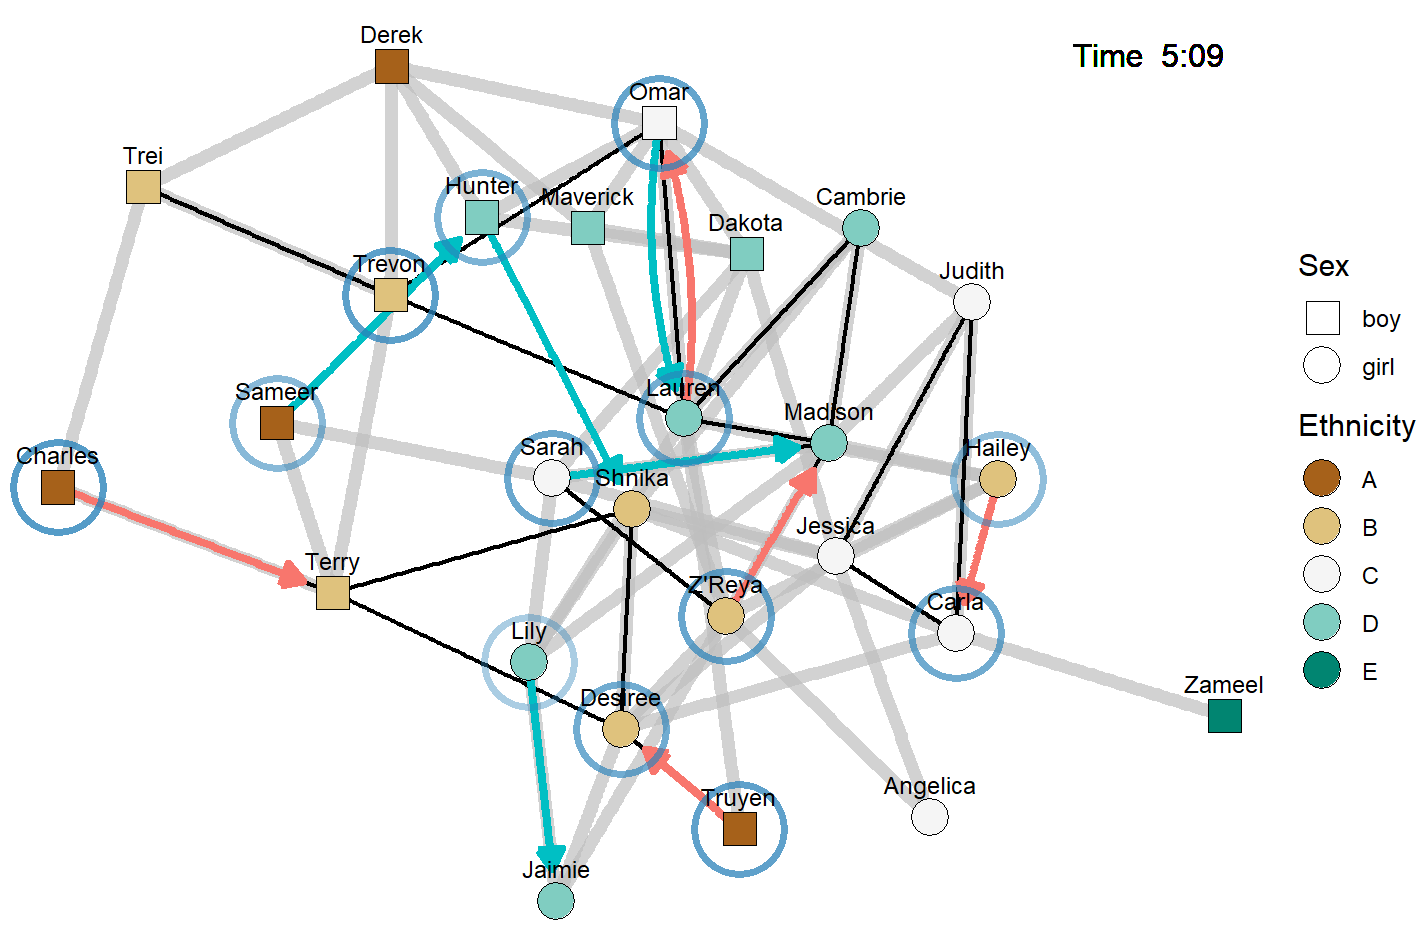 Derek
Time 5:09
Omar
Trei
Hunter
Maverick
Cambrie
Dakota
Trevon
Judith
Sex
boy
girl
Sameer
Lauren
Madison
Ethnicity
Charles
Sarah
Hailey
A
Shnika
B
Jessica
Terry
C
Z'Reya
Carla
D
Lily
E
Desiree
Zameel
Truyen
Angelica
Jaimie